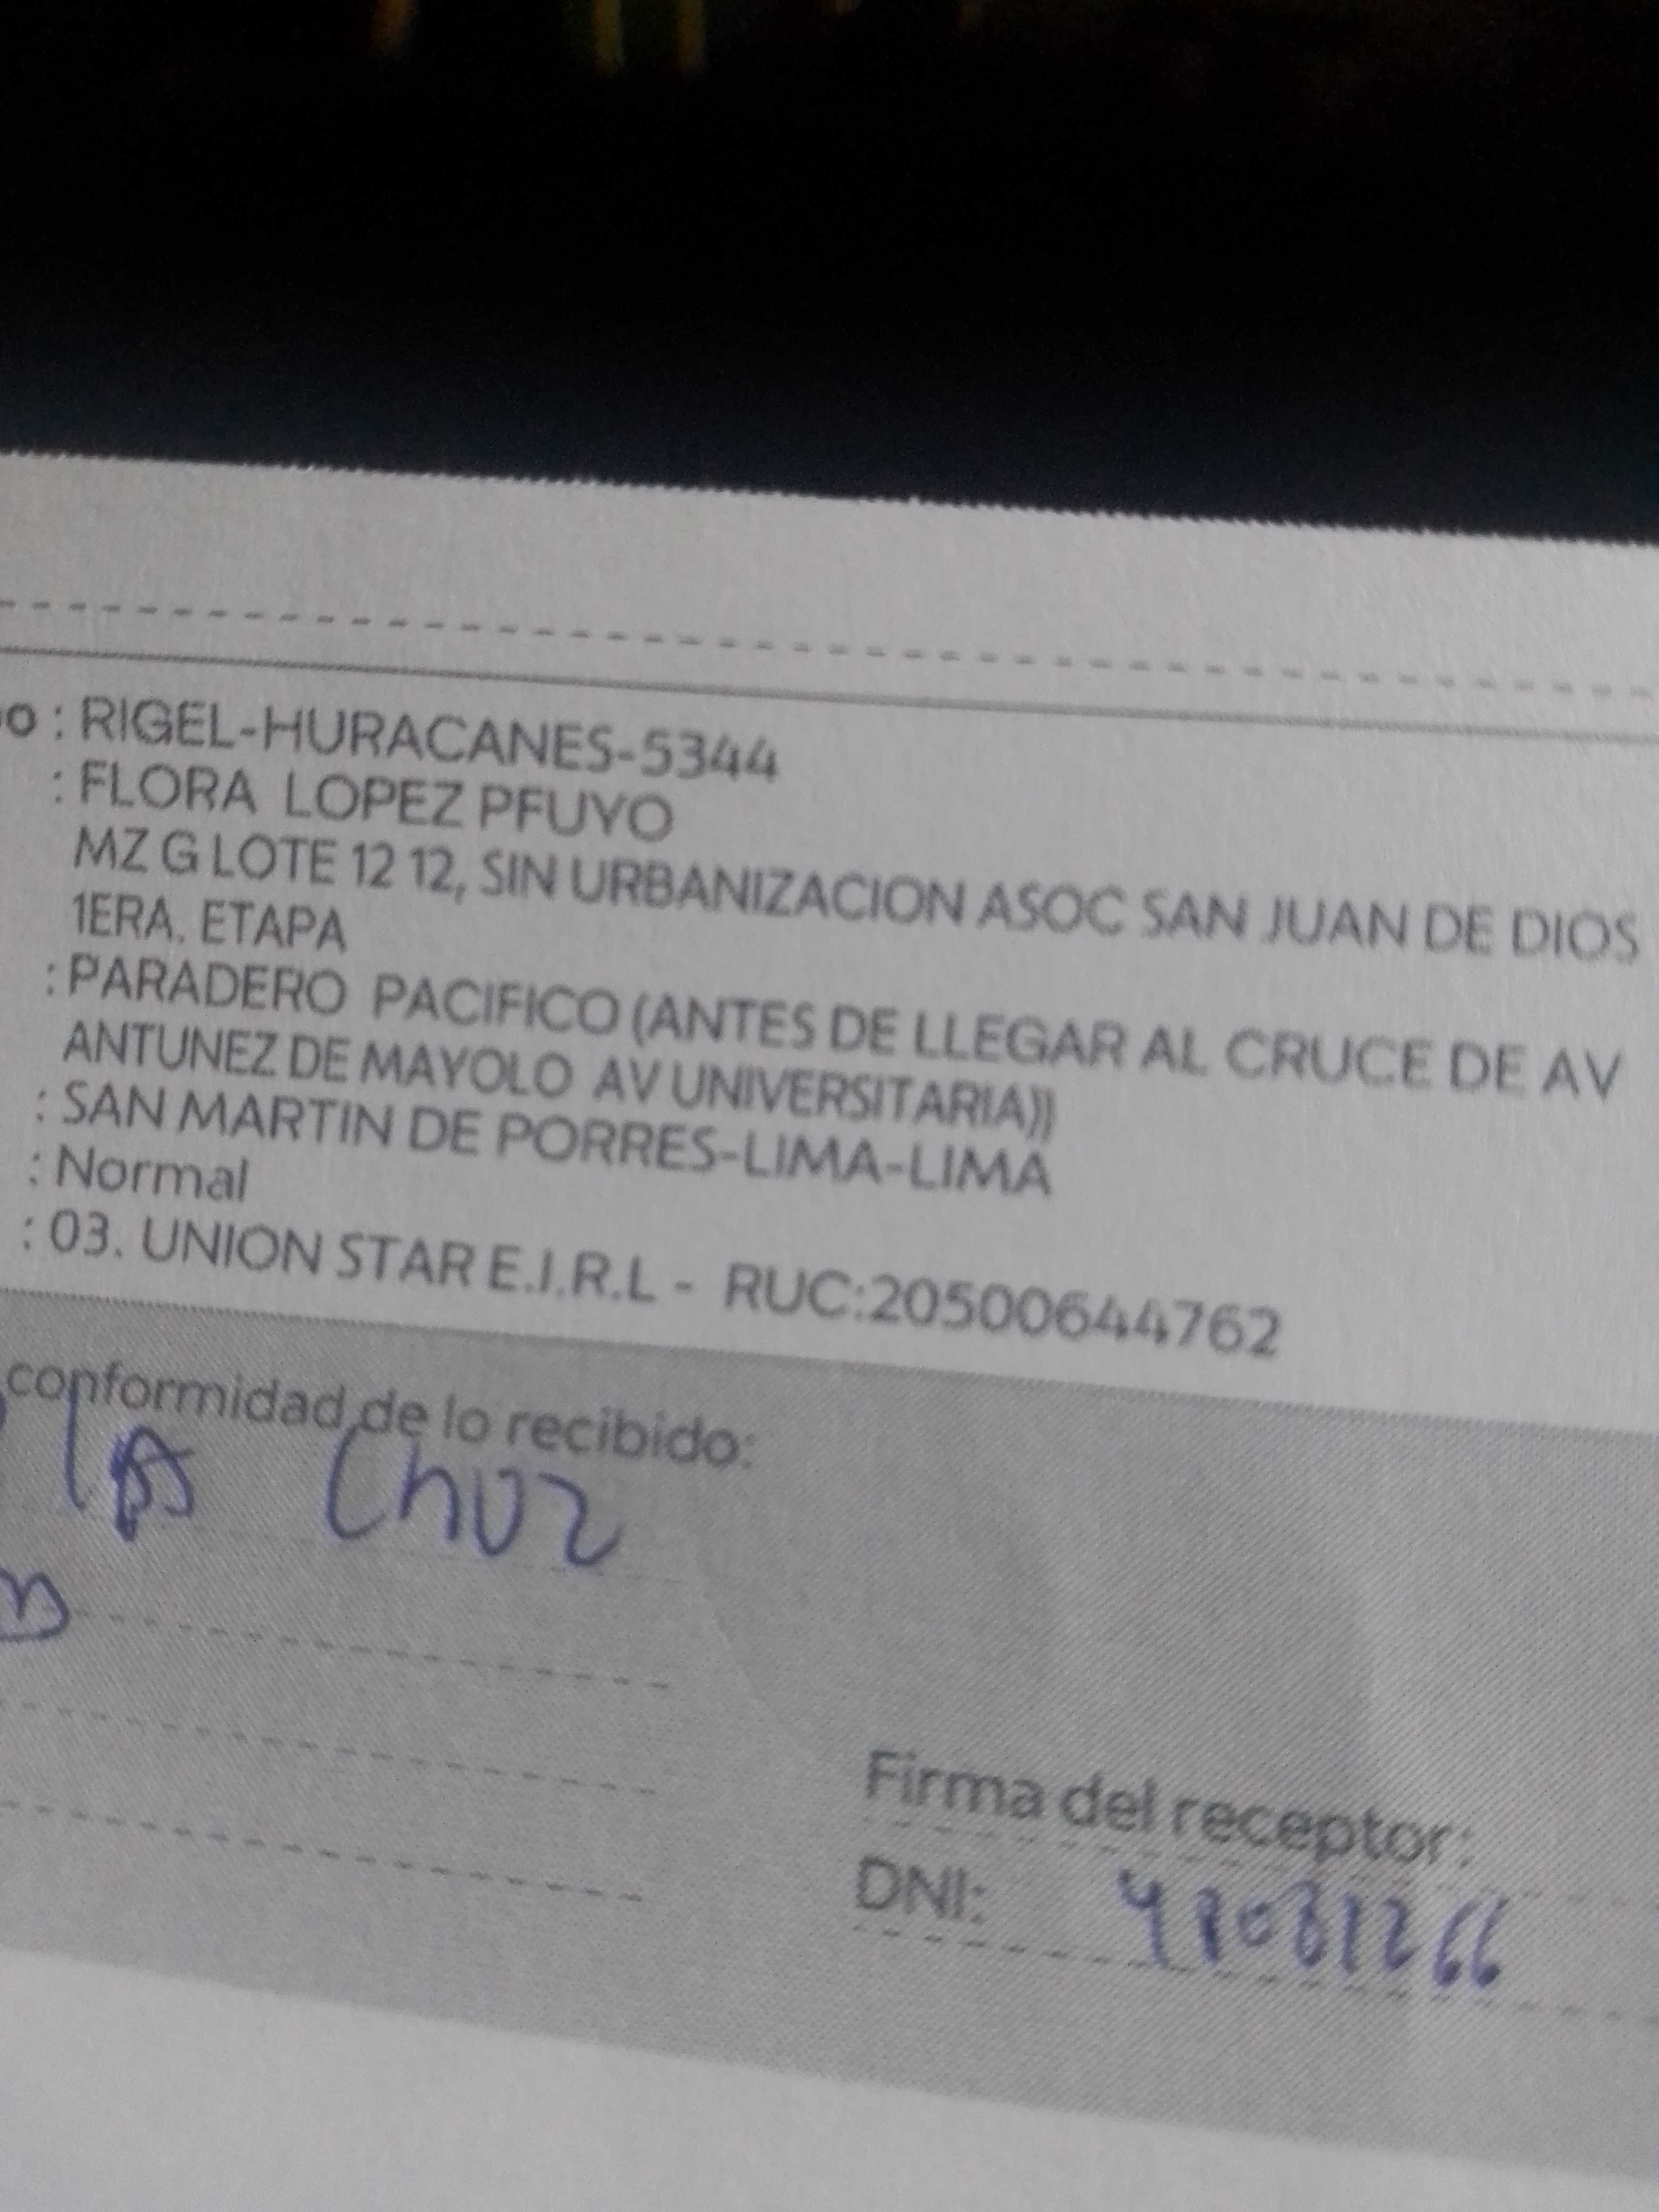 o : RIGEL-HURACANES-5344
: FLORA LOPEZ PFUYO
MZ G LOTE 12 12, SIN URBANIZACION ASOC SAN JUAN DE DIOS
1ERA. ETAPA
: PARADERO PACIFICO (ANTES DE LLEGAR AL CRUCE DE AV
ANTUNEZ DE MAYOLO AV UNIVERSITARIA))
: SAN MARTIN DE PORRES-LIMA-LIMA
: Normal
: 03. UNION STAR E.I.R.L - RUC:20500644762
conformidad de lo recibido:
Firma del receptor:
DNI: